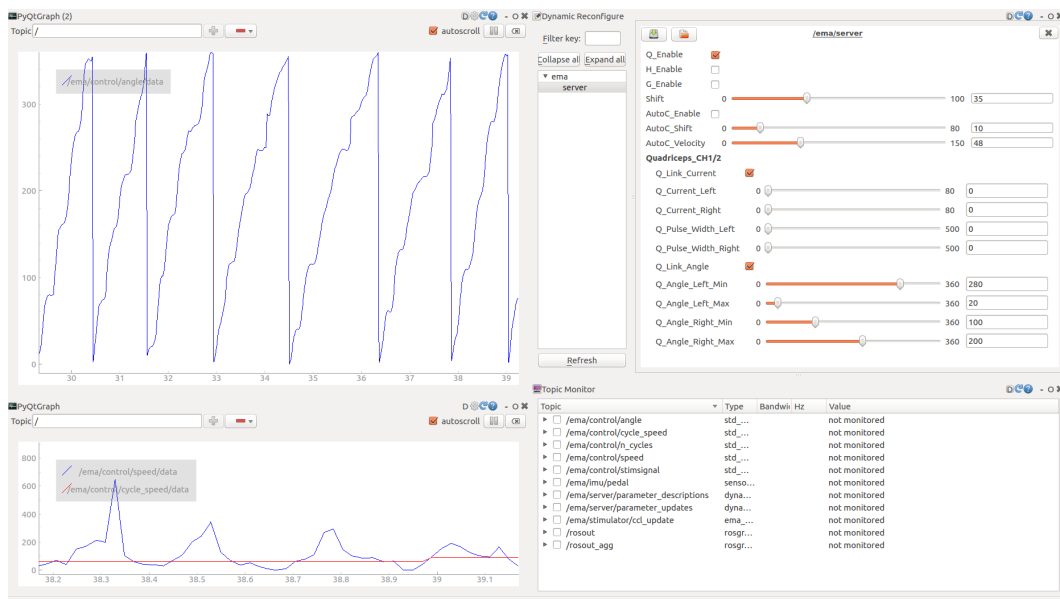 PyQtGraph (2)
D - O ✖
Topic /
autoscroll
/ema/control/angle/data
300
200
100
0
30 31 32 33 34 35 36 37 38 39
PyQtGraph
D - O ✖
Topic /
autoscroll
/ema/control/speed/data
/ema/control/cycle_speed/data
800
600
400
200
0
38.2 38.3 38.4 38.5 38.6 38.7 38.8 38.9 39 39.1
Dynamic Reconfigure
D - O ✖
Filter key:
Collapse all Expand all
ema
server
Refresh
/ema/server
Q_Enable
H_Enable
G_Enable
Shift 0 100 35
AutoC_Enable
AutoC_Shift 0 80 10
AutoC_Velocity 0 150 48
Quadriceps_CH1/2
Q_Link_Current
Q_Current_Left 0 80 0
Q_Current_Right 0 80 0
Q_Pulse_Width_Left 0 500 0
Q_Pulse_Width_Right 0 500 0
Q_Link_Angle
Q_Angle_Left_Min 0 360 280
Q_Angle_Left_Max 0 360 20
Q_Angle_Right_Min 0 360 100
Q_Angle_Right_Max 0 360 200
Topic Monitor
D - O ✖
Topic Type Bandwi Hz Value
/ema/control/angle std_... not monitored
/ema/control/cycle_speed std_... not monitored
/ema/control/n_cycles std_... not monitored
/ema/control/speed std_... not monitored
/ema/control/stimsignal std_... not monitored
/ema/imu/pedal senso... not monitored
/ema/server/parameter_descriptions dyna... not monitored
/ema/server/parameter_updates dyna... not monitored
/ema/stimulator/ccl_update ema_... not monitored
/rosout rosgr... not monitored
/rosout_agg rosgr... not monitored